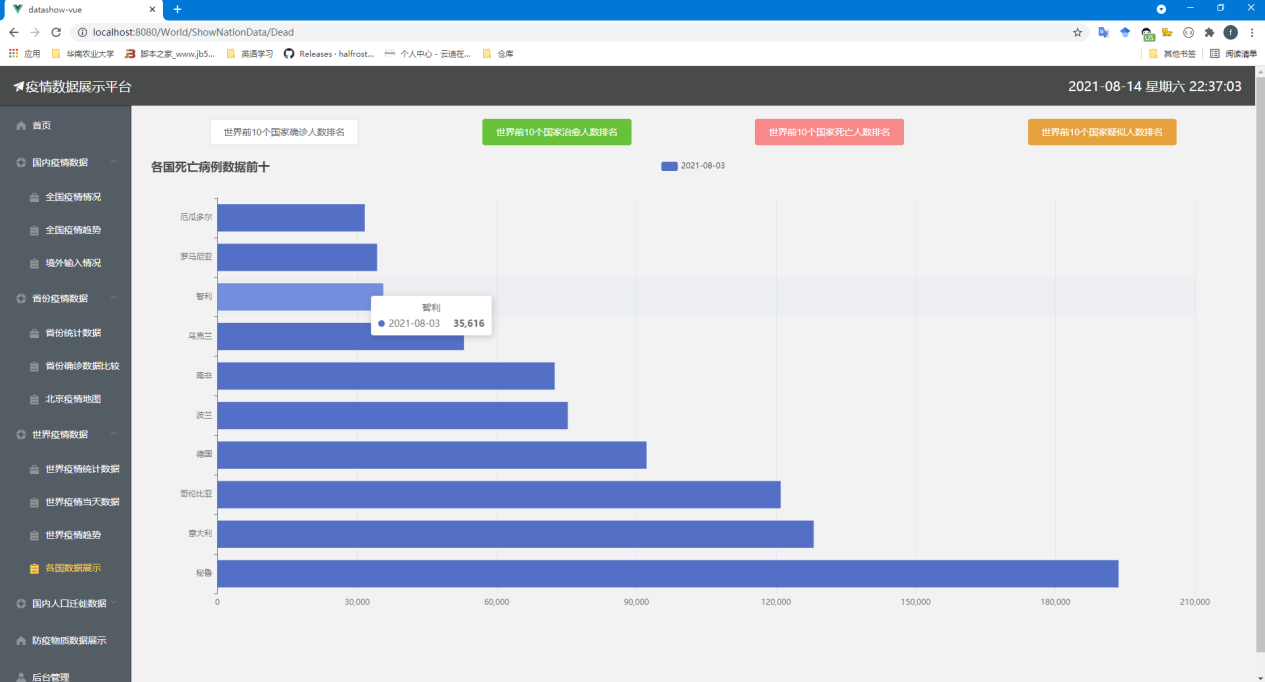 datashow-vue
localhost:8080/World/ShowNationData/Dead
应用 华南农业大学 脚本之家_www.jb5... 英语学习 Releases · halfrost... 个人中心 - 云迹在... 仓库 其他书签 阅读清单
疫情数据展示平台 2021-08-14 星期六 22:37:03
首页
国内疫情数据
全国疫情情况
全国疫情趋势
境外输入情况
省份疫情数据
省份统计数据
省份确诊数据比较
北京疫情地图
世界疫情数据
世界疫情统计数据
世界疫情当天数据
世界疫情趋势
各国数据展示
国内人口迁徙数据
防疫物质数据展示
后台管理
世界前10个国家确诊人数排名 世界前10个国家治愈人数排名 世界前10个国家死亡人数排名 世界前10个国家疑似人数排名
各国死亡病例数据前十 2021-08-03
厄瓜多尔
罗马尼亚
智利
智利
2021-08-03 35,616
乌克兰
南非
波兰
德国
哥伦比亚
意大利
秘鲁
0 30,000 60,000 90,000 120,000 150,000 180,000 210,000